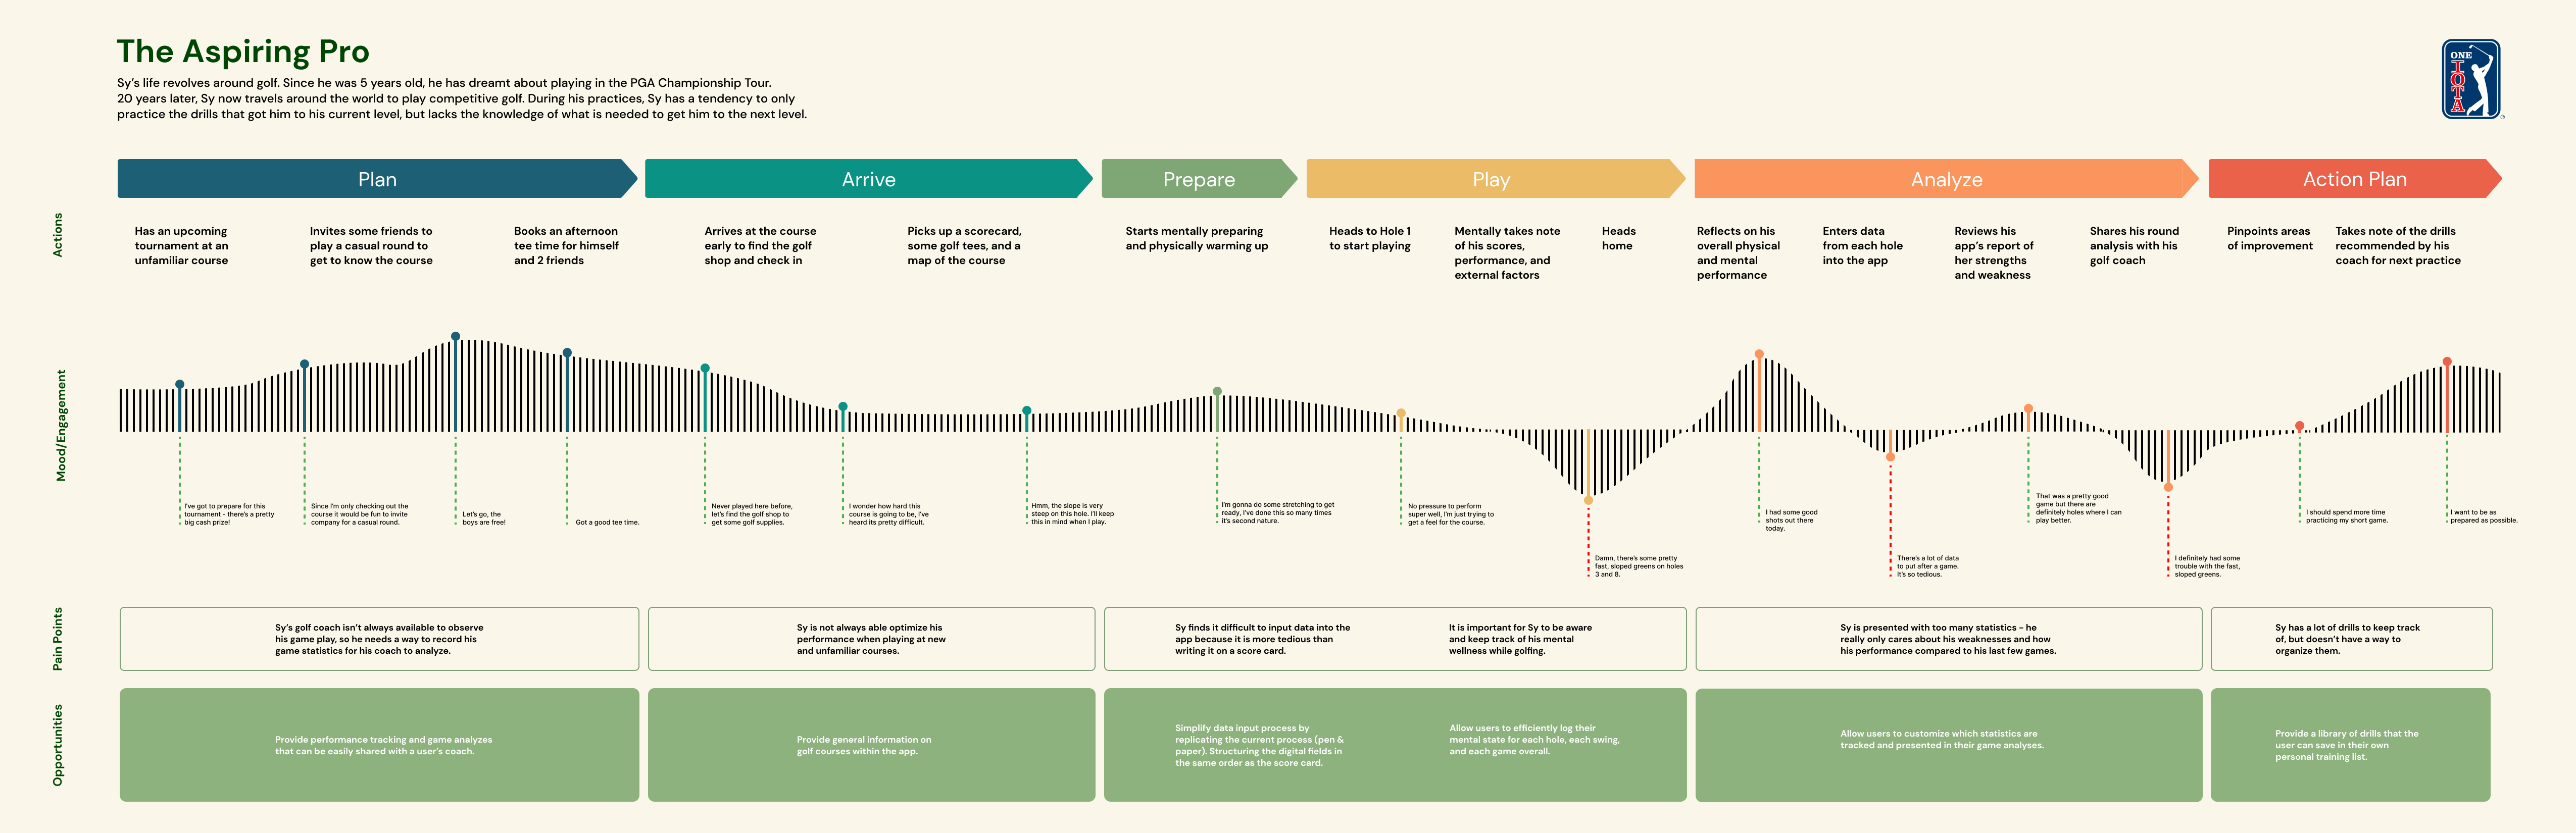 The Aspiring Pro
Sy's life revolves around golf. Since he was 5 years old, he has dreamt about playing in the PGA Championship Tour.
20 years later, Sy now travels around the world to play competitive golf. During his practices, Sy has a tendency to only
practice the drills that got him to his current level, but lacks the knowledge of what is needed to get him to the next level.
ONE
IOTA
®
Plan
Arrive
Prepare
Play
Analyze
Action Plan
Actions
Has an upcoming
tournament at an
unfamiliar course
Invites some friends to
play a casual round to
get to know the course
Books an afternoon
tee time for himself
and 2 friends
Arrives at the course
early to find the golf
shop and check in
Picks up a scorecard,
some golf tees, and a
map of the course
Starts mentally preparing
and physically warming up
Heads to Hole 1
to start playing
Mentally takes note
of his scores,
performance, and
external factors
Heads
home
Reflects on his
overall physical
and mental
performance
Enters data
from each hole
into the app
Reviews his
app's report of
her strengths
and weakness
Shares his round
analysis with his
golf coach
Pinpoints areas
of improvement
Takes note of the drills
recommended by his
coach for next practice
Mood/Engagement
I've got to prepare for this
tournament - there's a pretty
big cash prize!
Since I'm only checking out the
course it would be fun to invite
company for a casual round.
Let's go, the
boys are free!
Got a good tee time.
Never played here before,
let's find the golf shop to
get some golf supplies.
I wonder how hard this
course is going to be, I've
heard its pretty difficult.
Hmm, the slope is very
steep on this hole. I'll keep
this in mind when I play.
I'm gonna do some stretching to get
ready, I've done this so many times
it's second nature.
No pressure to perform
super well, I'm just trying to
get a feel for the course.
Damn, there's some pretty
fast, sloped greens on holes
3 and 8.
I had some good
shots out there
today.
There's a lot of data
to put after a game.
It's so tedious.
That was a pretty good
game but there are
definitely holes where I can
play better.
I definitely had some
trouble with the fast,
sloped greens.
I should spend more time
practicing my short game.
I want to be as
prepared as possible.
Pain Points
Sy's golf coach isn't always available to observe
his game play, so he needs a way to record his
game statistics for his coach to analyze.
Sy is not always able optimize his
performance when playing at new
and unfamiliar courses.
Sy finds it difficult to input data into the
app because it is more tedious than
writing it on a score card.
It is important for Sy to be aware
and keep track of his mental
wellness while golfing.
Sy is presented with too many statistics - he
really only cares about his weaknesses and how
his performance compared to his last few games.
Sy has a lot of drills to keep track
of, but doesn't have a way to
organize them.
Opportunities
Provide performance tracking and game analyzes
that can be easily shared with a user's coach.
Provide general information on
golf courses within the app.
Simplify data input process by
replicating the current process (pen &
paper). Structuring the digital fields in
the same order as the score card.
Allow users to efficiently log their
mental state for each hole, each swing,
and each game overall.
Allow users to customize which statistics are
tracked and presented in their game analyses.
Provide a library of drills that the
user can save in their own
personal training list.